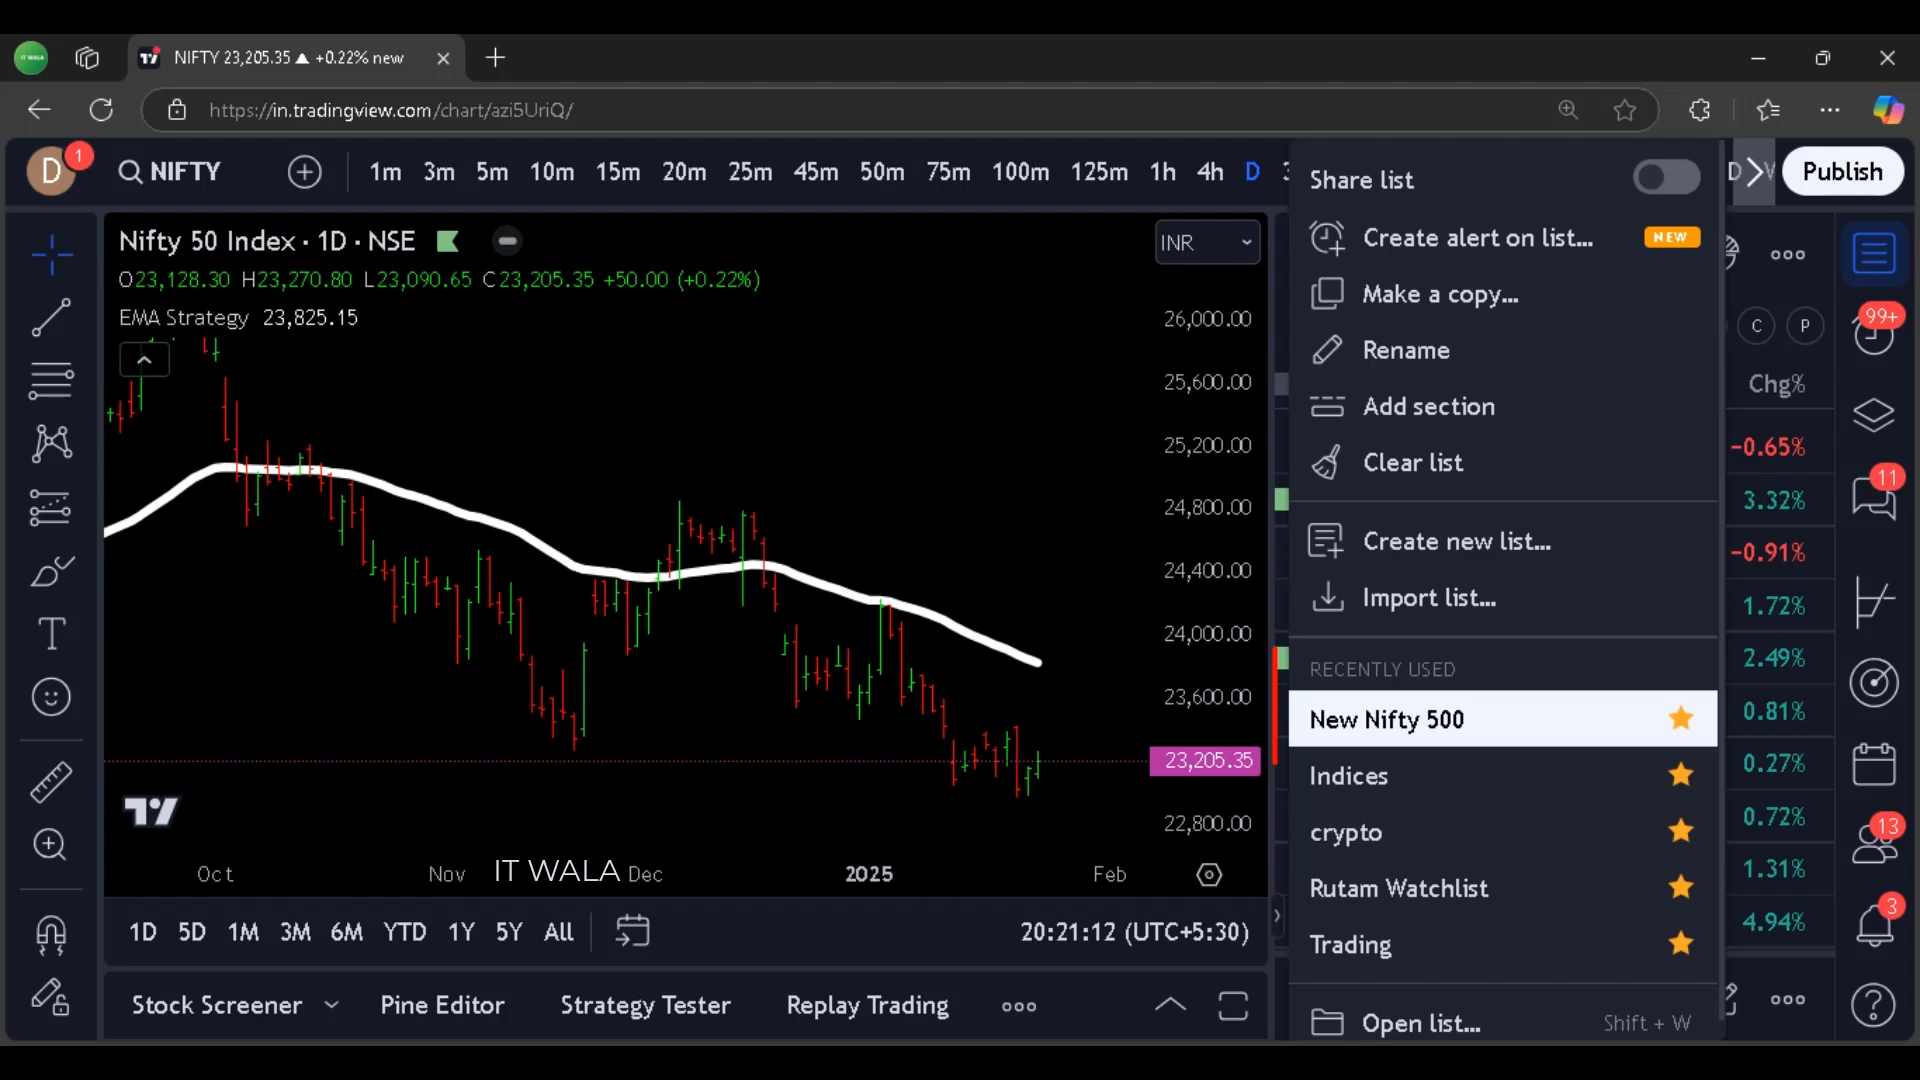 IT WALA
NIFTY 23,205.35 ▲ +0.22% new
https://in.tradingview.com/chart/azi5UriQ/
D
1
NIFTY
1m 3m 5m 10m 15m 20m 25m 45m 50m 75m 100m 125m 1h 4h D
Publish
Nifty 50 Index · 1D · NSE
INR
O23,128.30 H23,270.80 L23,090.65 C23,205.35 +50.00 (+0.22%)
EMA Strategy 23,825.15
26,000.00
25,600.00
25,200.00
24,800.00
24,400.00
24,000.00
23,600.00
23,205.35
22,800.00
Oct Nov Dec 2025 Feb
IT WALA
1D 5D 1M 3M 6M YTD 1Y 5Y All
20:21:12 (UTC+5:30)
Stock Screener Pine Editor Strategy Tester Replay Trading
Share list
Create alert on list... NEW
Make a copy...
Rename
Add section
Clear list
Create new list...
Import list...
RECENTLY USED
New Nifty 500
Indices
crypto
Rutam Watchlist
Trading
Open list... Shift + W
C P
Chg%
−0.65%
3.32%
−0.91%
1.72%
2.49%
0.81%
0.27%
0.72%
1.31%
4.94%
99+
11
13
3